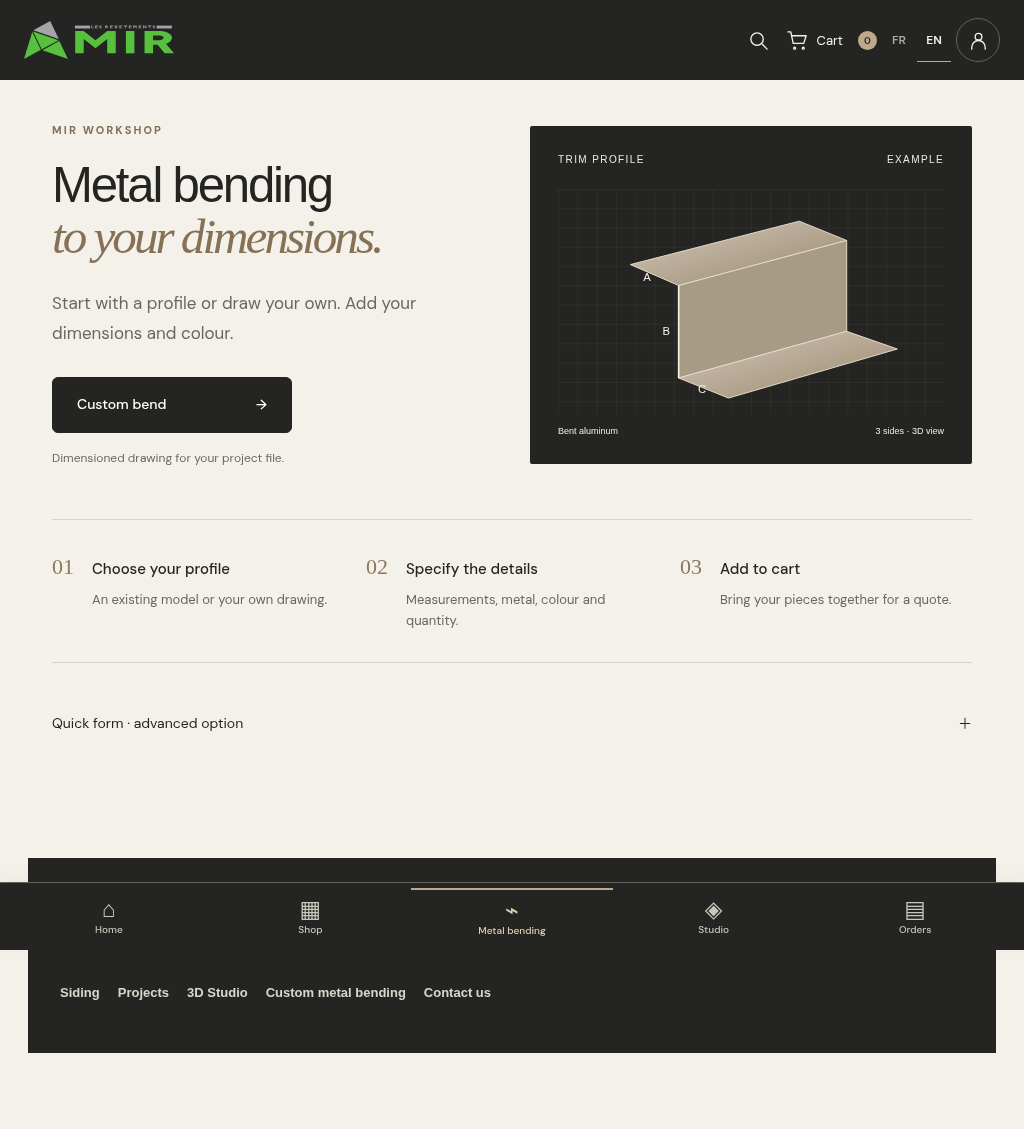 LES REVÊTEMENTS
MIR
Cart 0 FR EN
MIR WORKSHOP
Metal bending
to your dimensions.
Start with a profile or draw your own. Add your
dimensions and colour.
Custom bend →
Dimensioned drawing for your project file.
TRIM PROFILE EXAMPLE
A
B
C
Bent aluminum 3 sides · 3D view
01 Choose your profile
An existing model or your own drawing.
02 Specify the details
Measurements, metal, colour and
quantity.
03 Add to cart
Bring your pieces together for a quote.
Quick form · advanced option +
Home Shop Metal bending Studio Orders
Siding Projects 3D Studio Custom metal bending Contact us